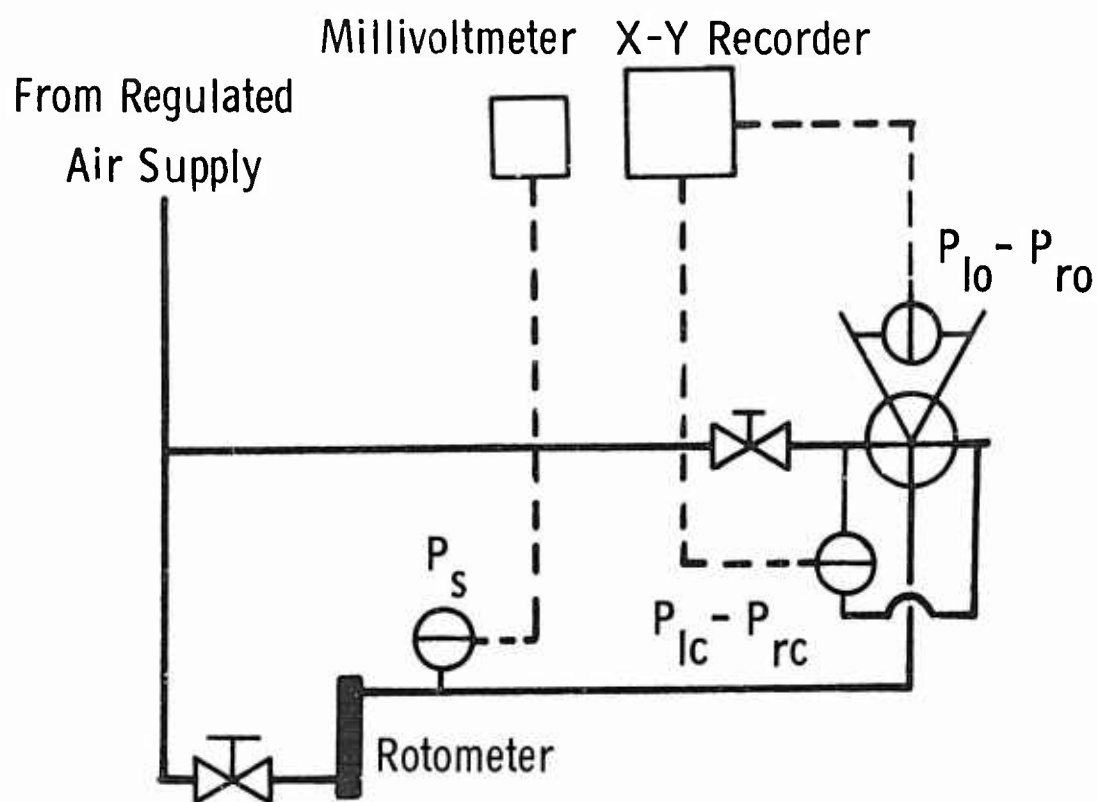 Millivoltmeter
X-Y Recorder
From Regulated
Air Supply
Plo - Pro
Ps
Plc - Prc
Rotometer